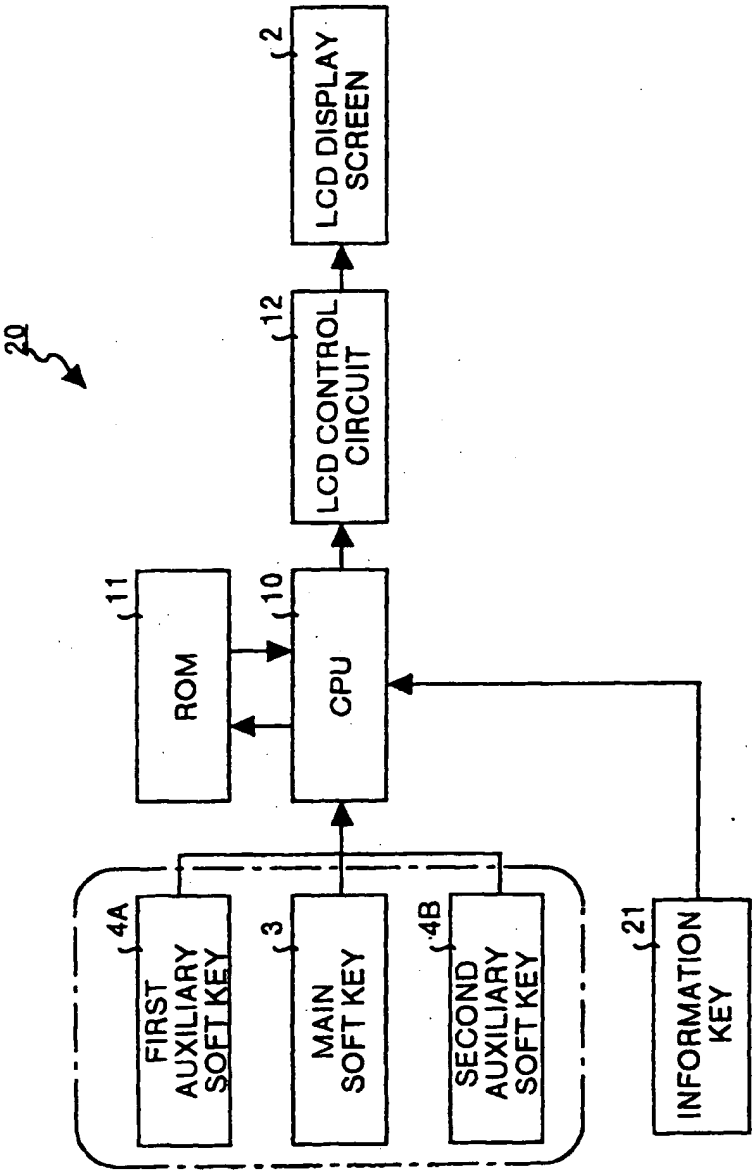 20
4A
FIRST
AUXILIARY
SOFT KEY
11
ROM
3
MAIN
SOFT KEY
10
CPU
12
LCD CONTROL
CIRCUIT
2
LCD DISPLAY
SCREEN
4B
SECOND
AUXILIARY
SOFT KEY
21
INFORMATION
KEY